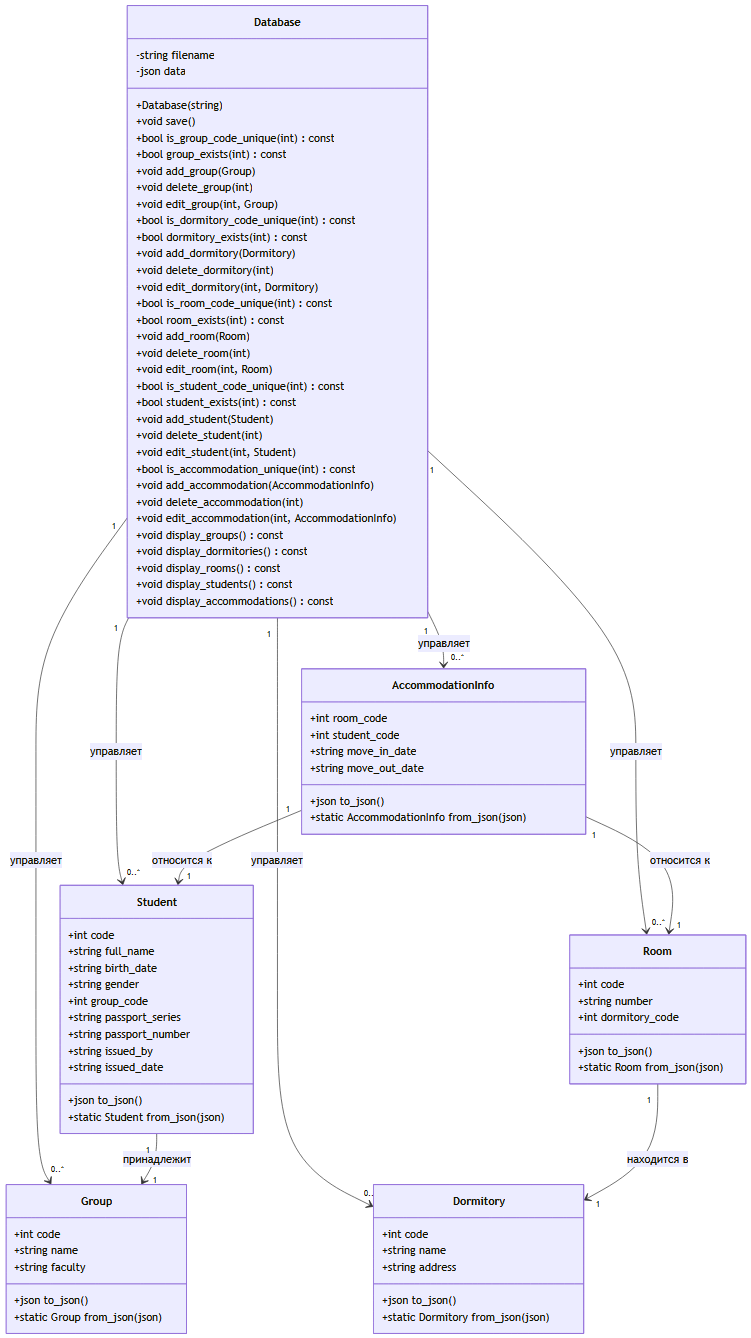 Database
-string filename
-json data
+Database(string)
+void save()
+bool is_group_code_unique(int) : const
+bool group_exists(int) : const
+void add_group(Group)
+void delete_group(int)
+void edit_group(int, Group)
+bool is_dormitory_code_unique(int) : const
+bool dormitory_exists(int) : const
+void add_dormitory(Dormitory)
+void delete_dormitory(int)
+void edit_dormitory(int, Dormitory)
+bool is_room_code_unique(int) : const
+bool room_exists(int) : const
+void add_room(Room)
+void delete_room(int)
+void edit_room(int, Room)
+bool is_student_code_unique(int) : const
+bool student_exists(int) : const
+void add_student(Student)
+void delete_student(int)
+void edit_student(int, Student)
+bool is_accommodation_unique(int) : const
+void add_accommodation(AccommodationInfo)
+void delete_accommodation(int)
+void edit_accommodation(int, AccommodationInfo)
+void display_groups() : const
+void display_dormitories() : const
+void display_rooms() : const
+void display_students() : const
+void display_accommodations() : const
1
1
1
1
1
управляет
0..*
AccommodationInfo
+int room_code
+int student_code
+string move_in_date
+string move_out_date
+json to_json()
+static AccommodationInfo from_json(json)
управляет
управляет
1
1
управляет
относится к
управляет
относится к
0..*
1
Student
+int code
+string full_name
+string birth_date
+string gender
+int group_code
+string passport_series
+string passport_number
+string issued_by
+string issued_date
+json to_json()
+static Student from_json(json)
0..*
1
Room
+int code
+string number
+int dormitory_code
+json to_json()
+static Room from_json(json)
1
1
принадлежит
находится в
0..*
1
0..
1
Group
+int code
+string name
+string faculty
+json to_json()
+static Group from_json(json)
Dormitory
+int code
+string name
+string address
+json to_json()
+static Dormitory from_json(json)